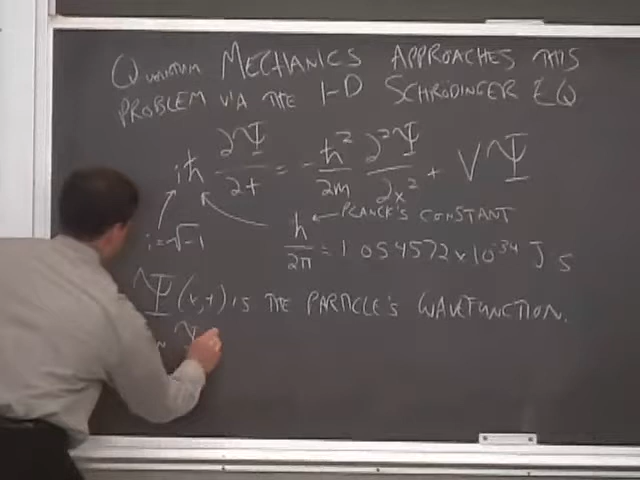 QUANTUM MECHANICS APPROACHES THIS
PROBLEM VIA THE 1-D SCHRODINGER EQ
iħ ∂Ψ/∂t = -ħ²/2m ∂²Ψ/∂x² + VΨ
h ← PLANCK'S CONSTANT
i=√-1
h/2π = 1.054572×10⁻³⁴ J s
Ψ(x,t) IS THE PARTICLE'S WAVEFUNCTION.